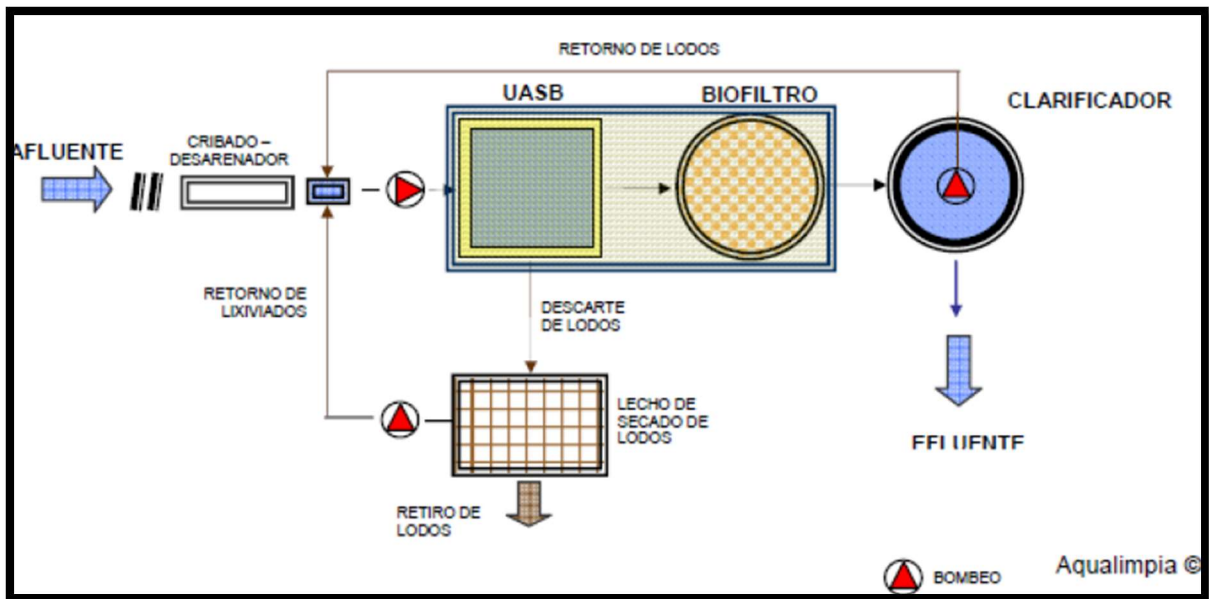 RETORNO DE LODOS
UASB
BIOFILTRO
CLARIFICADOR
AFLUENTE
CRIBADO –
DESARENADOR
RETORNO DE
LIXIVIADOS
DESCARTE
DE LODOS
LECHO DE
SECADO DE
LODOS
EFLUENTE
RETIRO DE
LODOS
BOMBEO
Aqualimpia ©